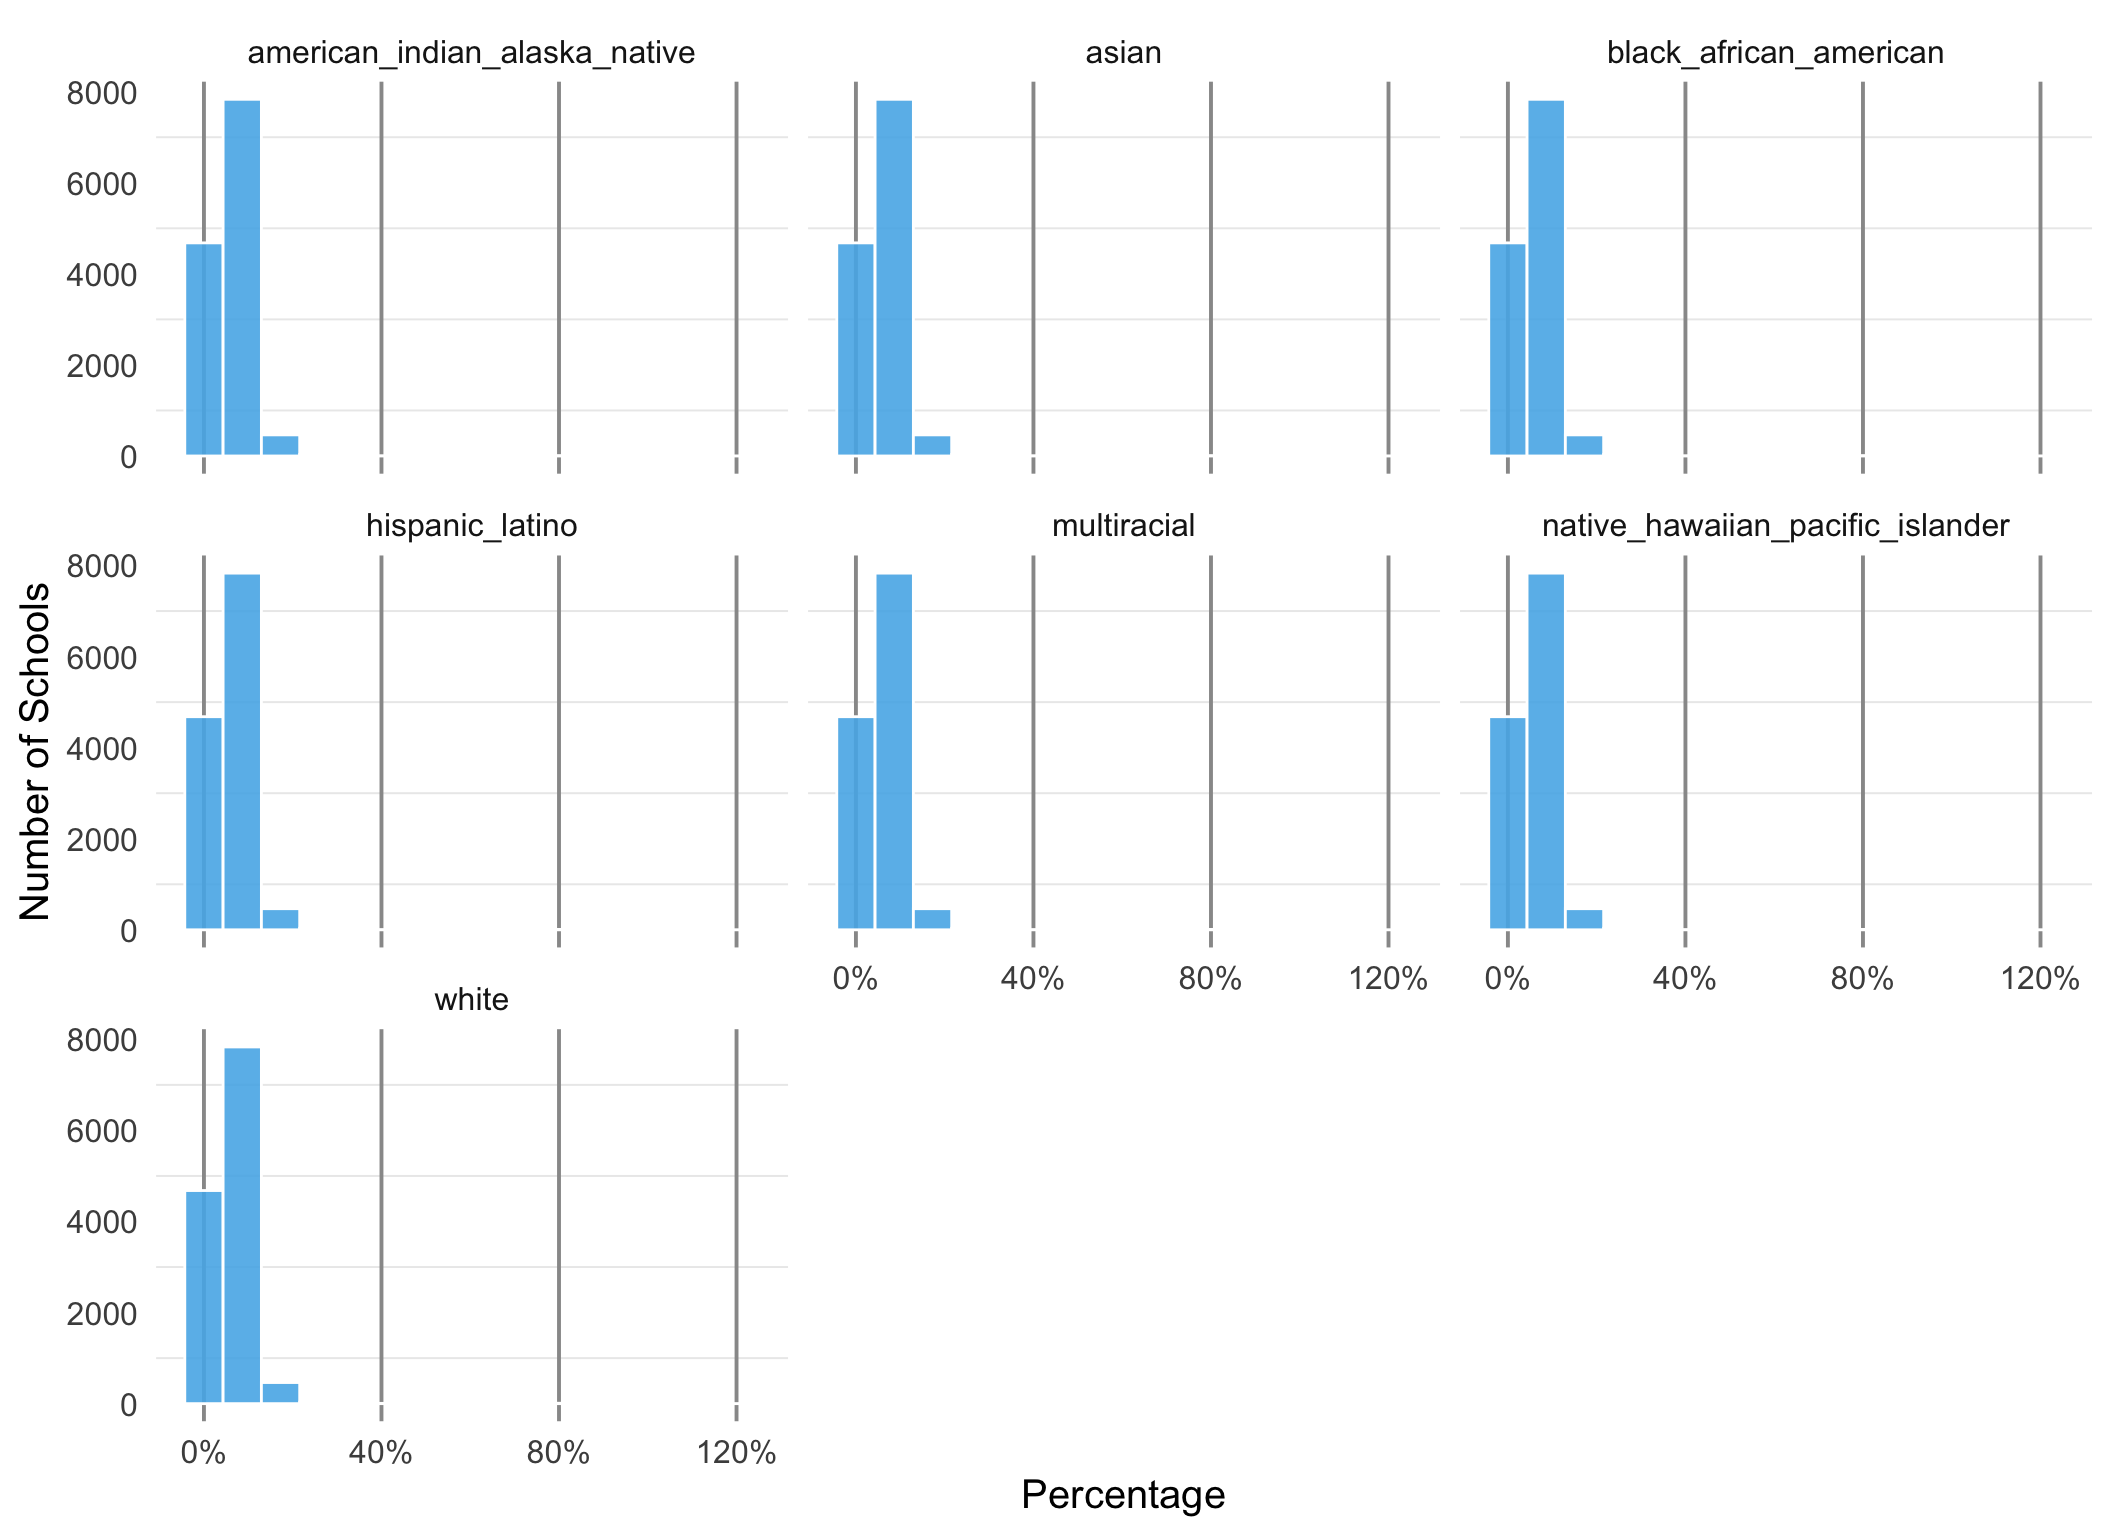 american_indian_alaska_native
asian
black_african_american
8000
6000
4000
2000
0
hispanic_latino
multiracial
native_hawaiian_pacific_islander
8000
6000
4000
2000
0
Number of Schools
0% 40% 80% 120%
0% 40% 80% 120%
white
8000
6000
4000
2000
0
0% 40% 80% 120%
Percentage